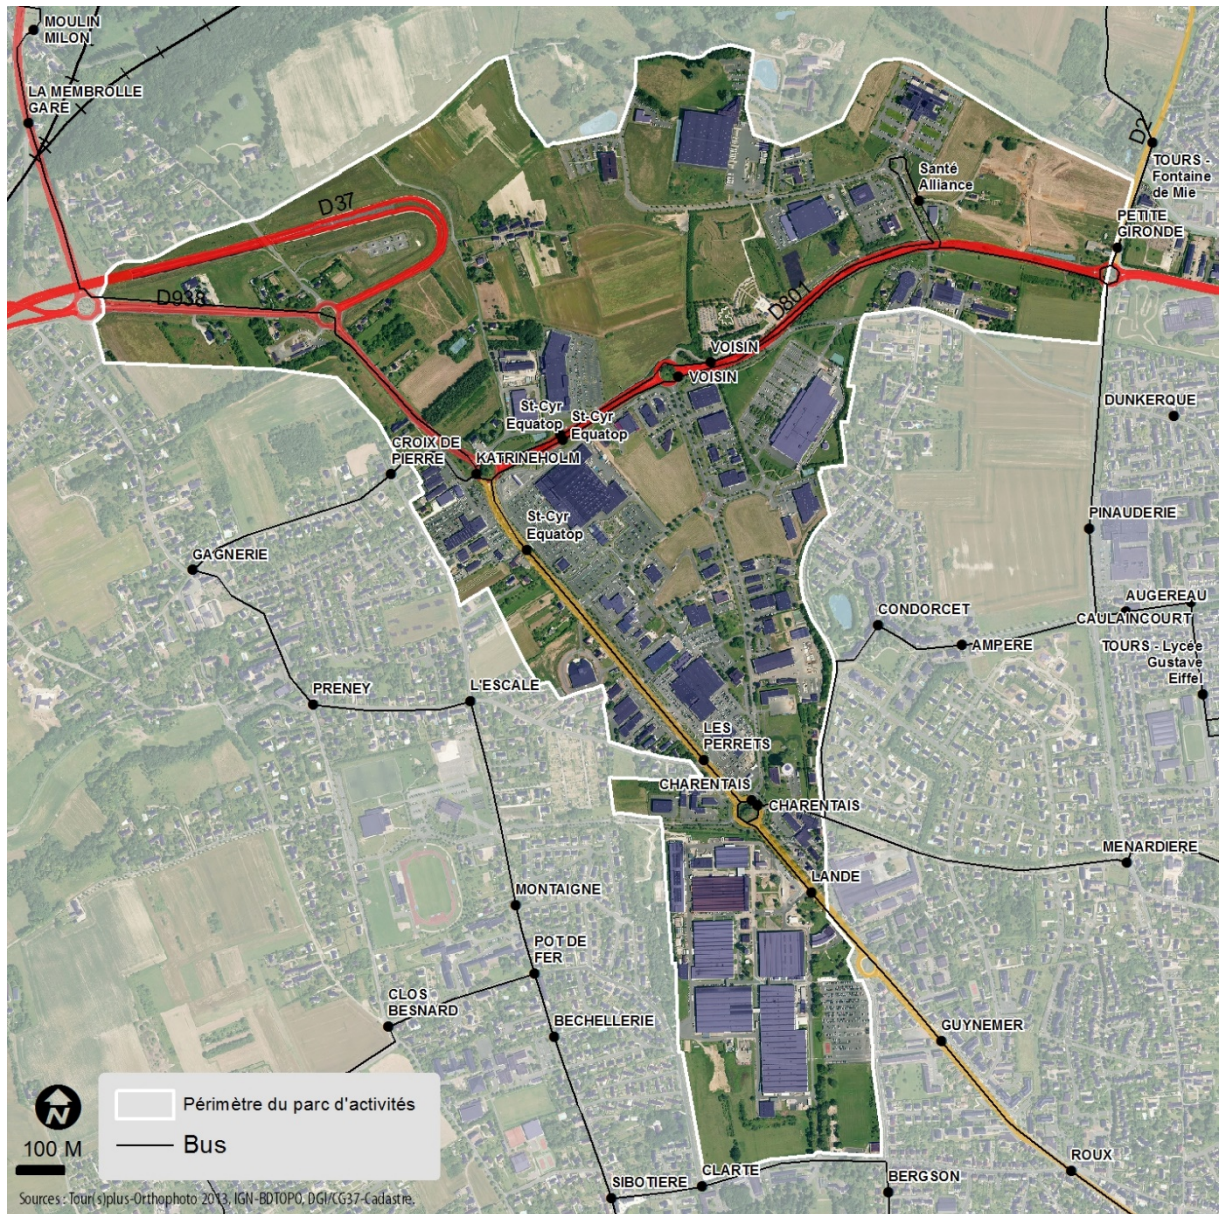 MOULIN
MILON
LA MEMBROLLE
GARE
D37
D938
D801
D2
Santé
Alliance
TOURS -
Fontaine
de Mie
PETITE
GIRONDE
VOISIN
VOISIN
St-Cyr
Equatop
St-Cyr
Equatop
DUNKERQUE
CROIX DE
PIERRE
KATRINEHOLM
St-Cyr
Equatop
PINAUDERIE
GAGNERIE
CONDORCET
AUGEREAU
CAULAINCOURT
AMPERE
TOURS - Lycée
Gustave
Eiffel
PRENEY
L'ESCALE
LES
PERRETS
CHARENTAIS
CHARENTAIS
MENARDIERE
LANDE
MONTAIGNE
POT DE
FER
CLOS
BESNARD
BECHELLERIE
GUYNEMER
ROUX
CLARTE
SIBOTIERE
BERGSON
N
100 M
Périmètre du parc d'activités
Bus
Sources : Tour(s)plus-Orthophoto 2013, IGN-BDTOPO, DGI/CG37-Cadastre.